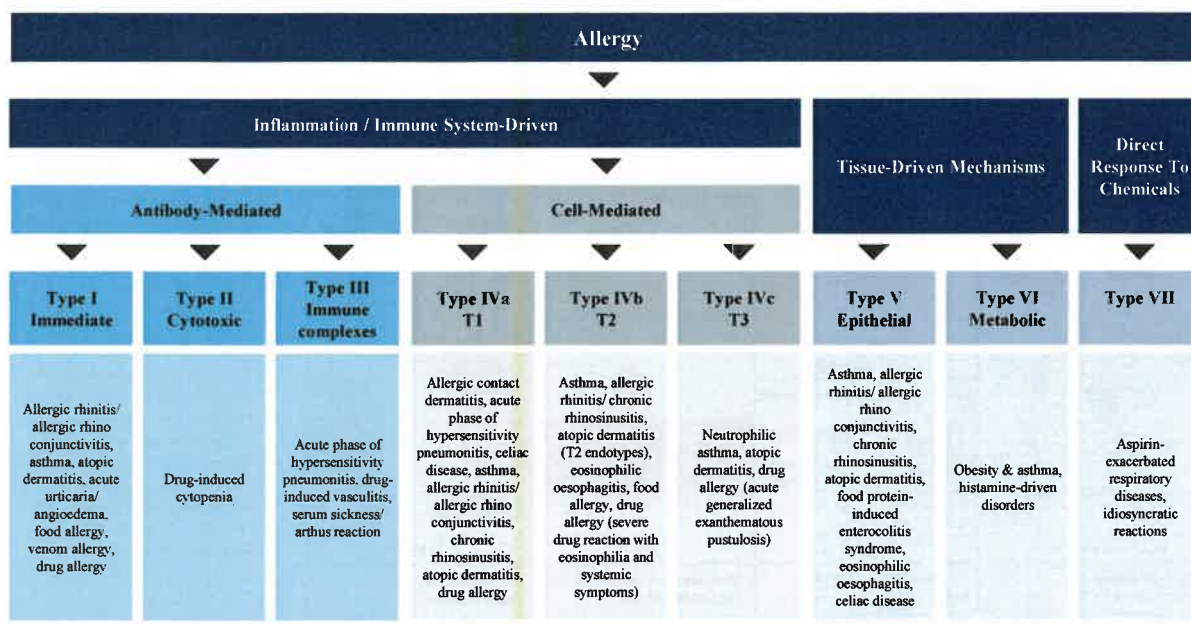 Allergy
Inflammation / Immune System-Driven
Tissue-Driven Mechanisms
Direct
Response To
Chemicals
Antibody-Mediated
Cell-Mediated
Type I
Immediate
Type II
Cytotoxic
Type III
Immune
complexes
Type IVa
T1
Type IVb
T2
Type IVc
T3
Type V
Epithelial
Type VI
Metabolic
Type VII
Allergic rhinitis/
allergic rhino
conjunctivitis,
asthma, atopic
dermatitis, acute
urticaria/
angioedema,
food allergy,
venom allergy,
drug allergy
Drug-induced
cytopenia
Acute phase of
hypersensitivity
pneumonitis, drug-
induced vasculitis,
serum sickness/
arthus reaction
Allergic contact
dermatitis, acute
phase of
hypersensitivity
pneumonitis, celiac
disease, asthma,
allergic rhinitis/
allergic rhino
conjunctivitis,
chronic
rhinosinusitis,
atopic dermatitis,
drug allergy
Asthma, allergic
rhinitis/ chronic
rhinosinusitis,
atopic dermatitis
(T2 endotypes),
eosinophilic
oesophagitis, food
allergy, drug
allergy (severe
drug reaction with
eosinophilia and
systemic
symptoms)
Neutrophilic
asthma, atopic
dermatitis, drug
allergy (acute
generalized
exanthematous
pustulosis)
Asthma, allergic
rhinitis/ allergic
rhino
conjunctivitis,
chronic
rhinosinusitis,
atopic dermatitis,
food protein-
induced
enterocolitis
syndrome,
eosinophilic
oesophagitis,
celiac disease
Obesity & asthma,
histamine-driven
disorders
Aspirin-
exacerbated
respiratory
diseases,
idiosyncratic
reactions